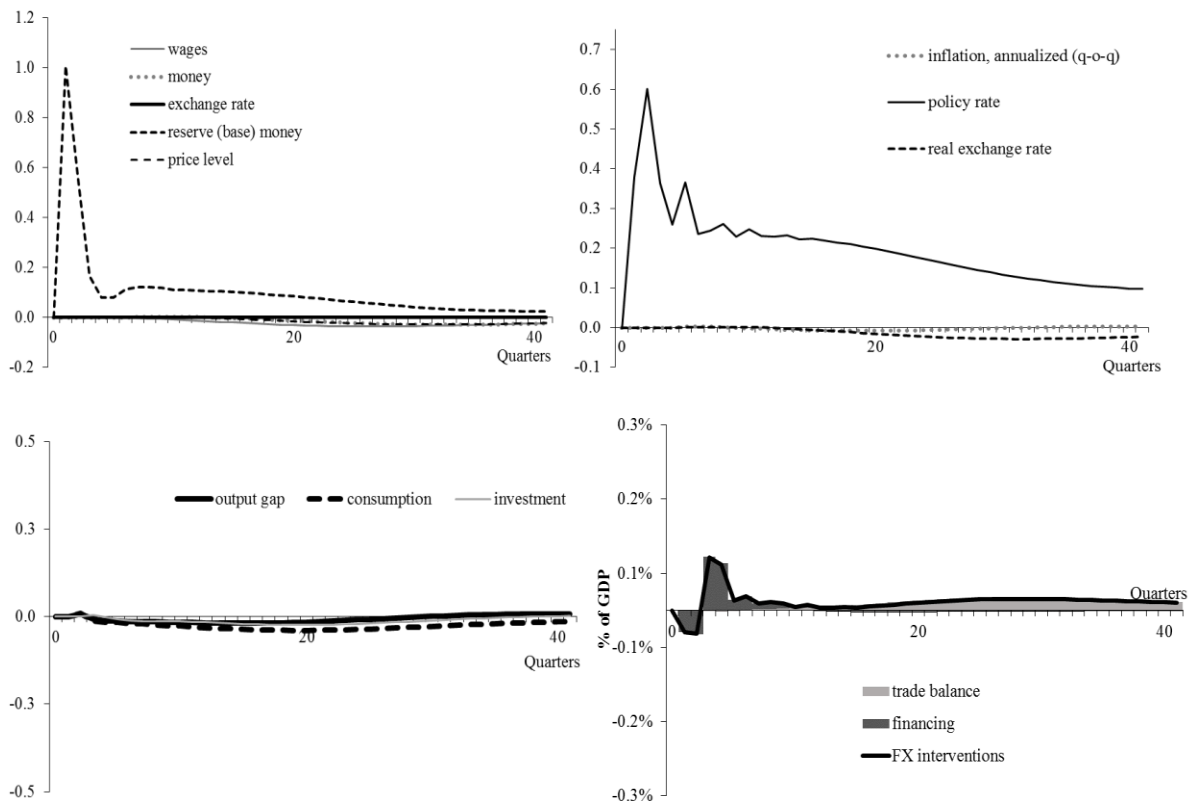 1.2
1.0
0.8
0.6
0.4
0.2
0.0
-0.2
wages
money
exchange rate
reserve (base) money
price level
0
20
40
Quarters
0.7
0.6
0.5
0.4
0.3
0.2
0.1
0.0
-0.1
inflation, annualized (q-o-q)
policy rate
real exchange rate
0
20
40
Quarters
0.5
0.3
0.0
-0.3
-0.5
output gap consumption investment
0
20
40
Quarters
0.3%
0.2%
0.1%
-0.1%
-0.2%
-0.3%
% of GDP
Quarters
0
20
40
trade balance
financing
FX interventions